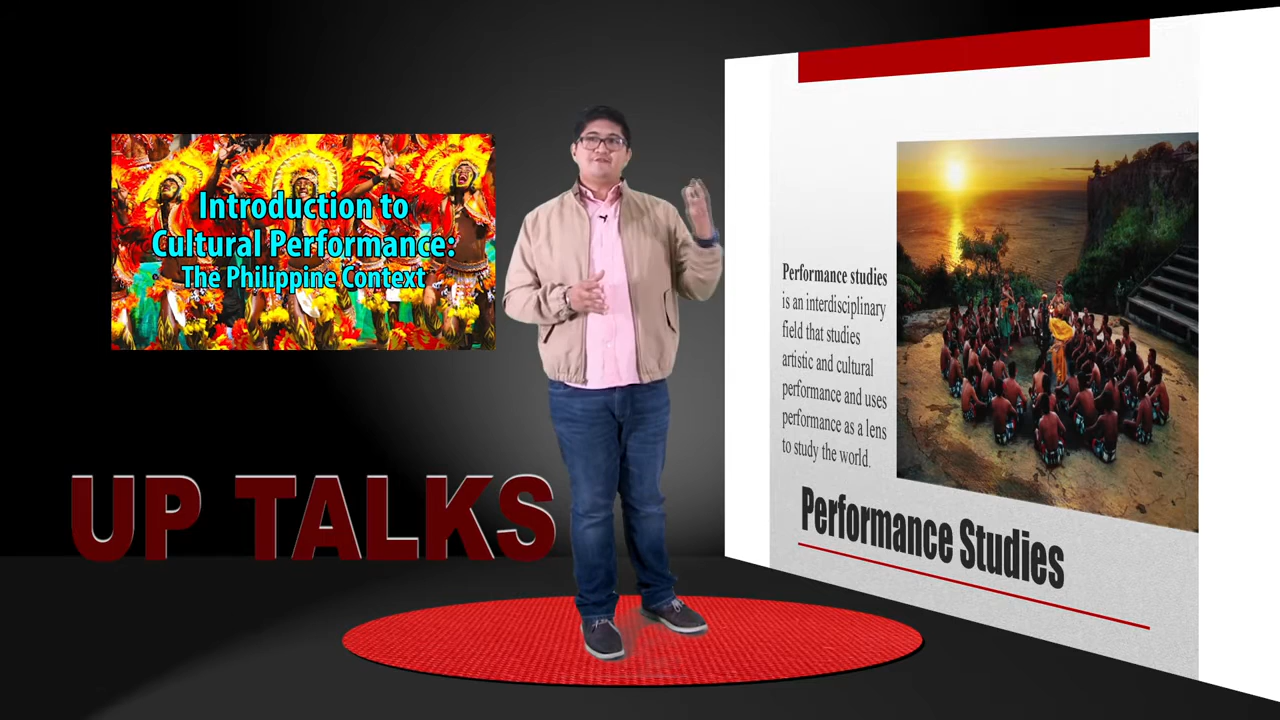 Introduction to
Cultural Performance:
The Philippine Context
UP TALKS
Performance studies
is an interdisciplinary
field that studies
artistic and cultural
performance and uses
performance as a lens
to study the world.
Performance Studies